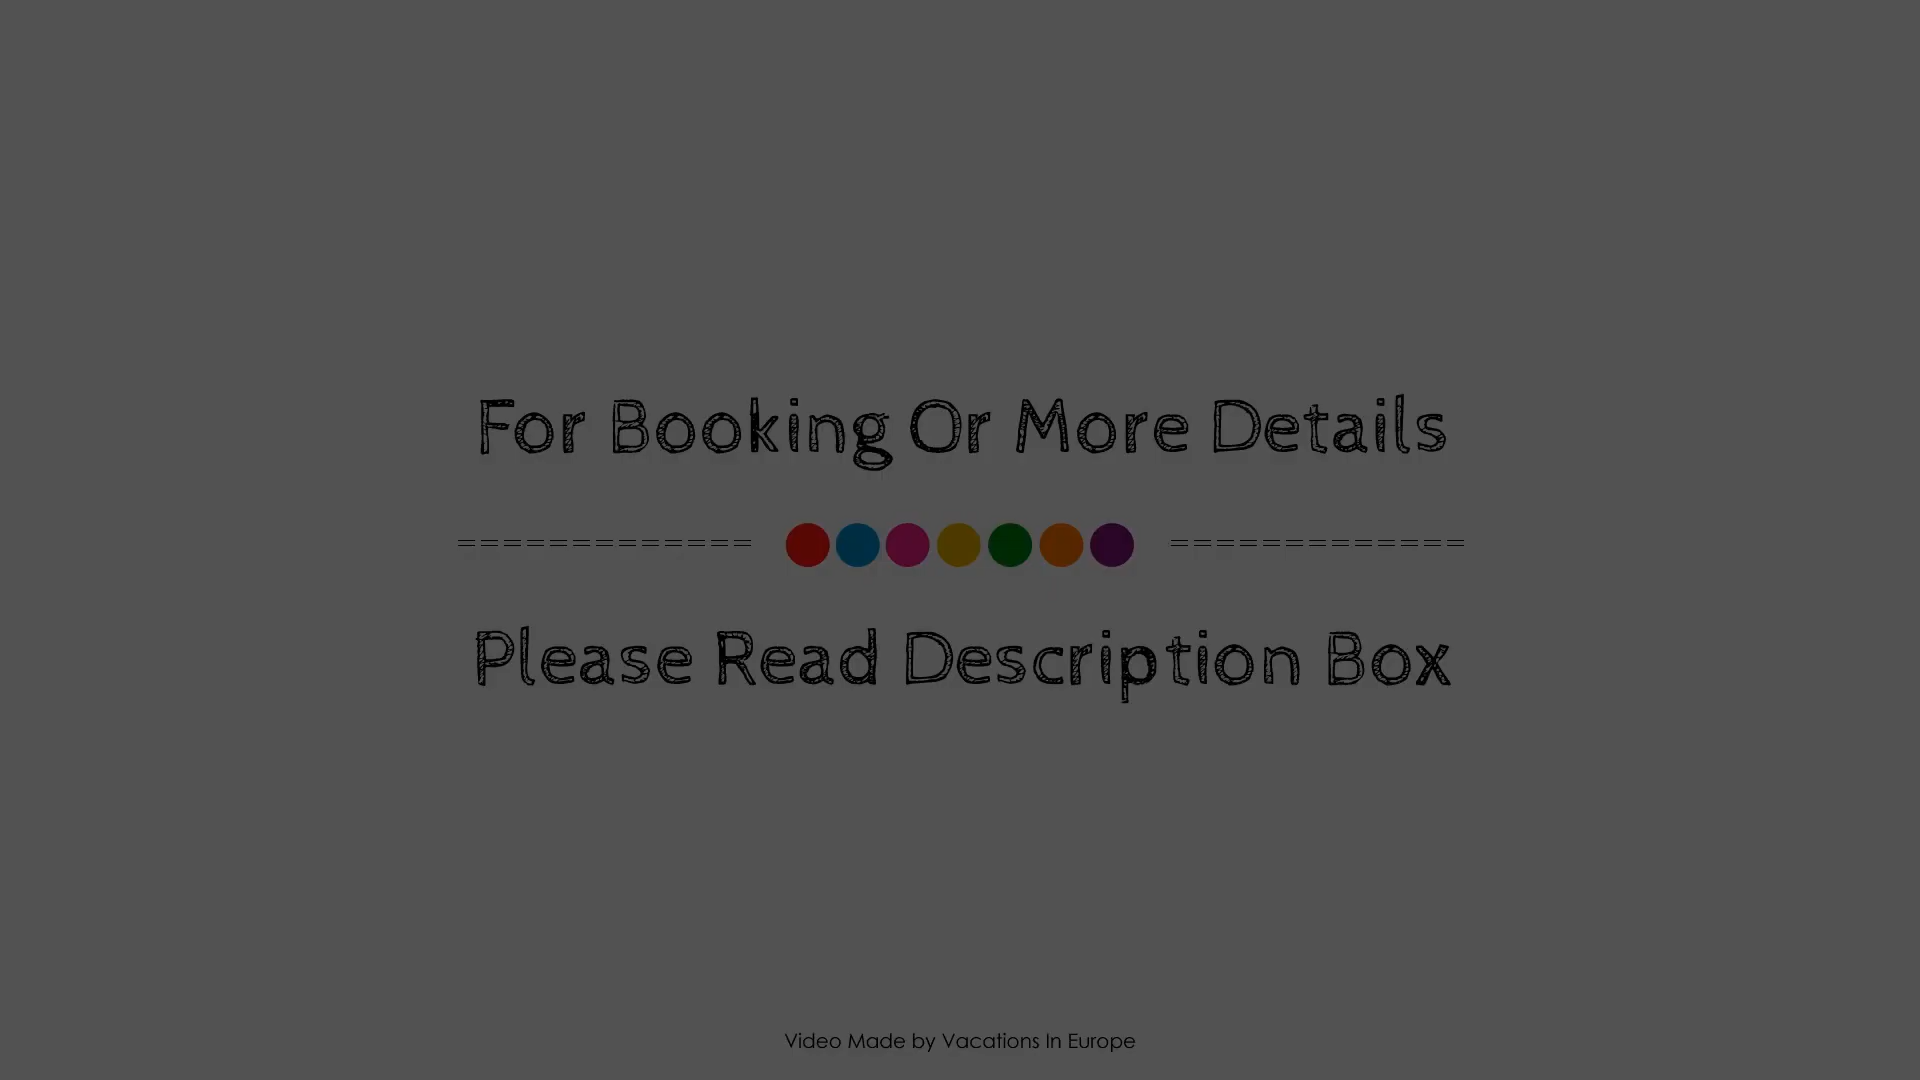 For Booking Or More Details
============= =============
Please Read Description Box
Video Made by Vacations In Europe